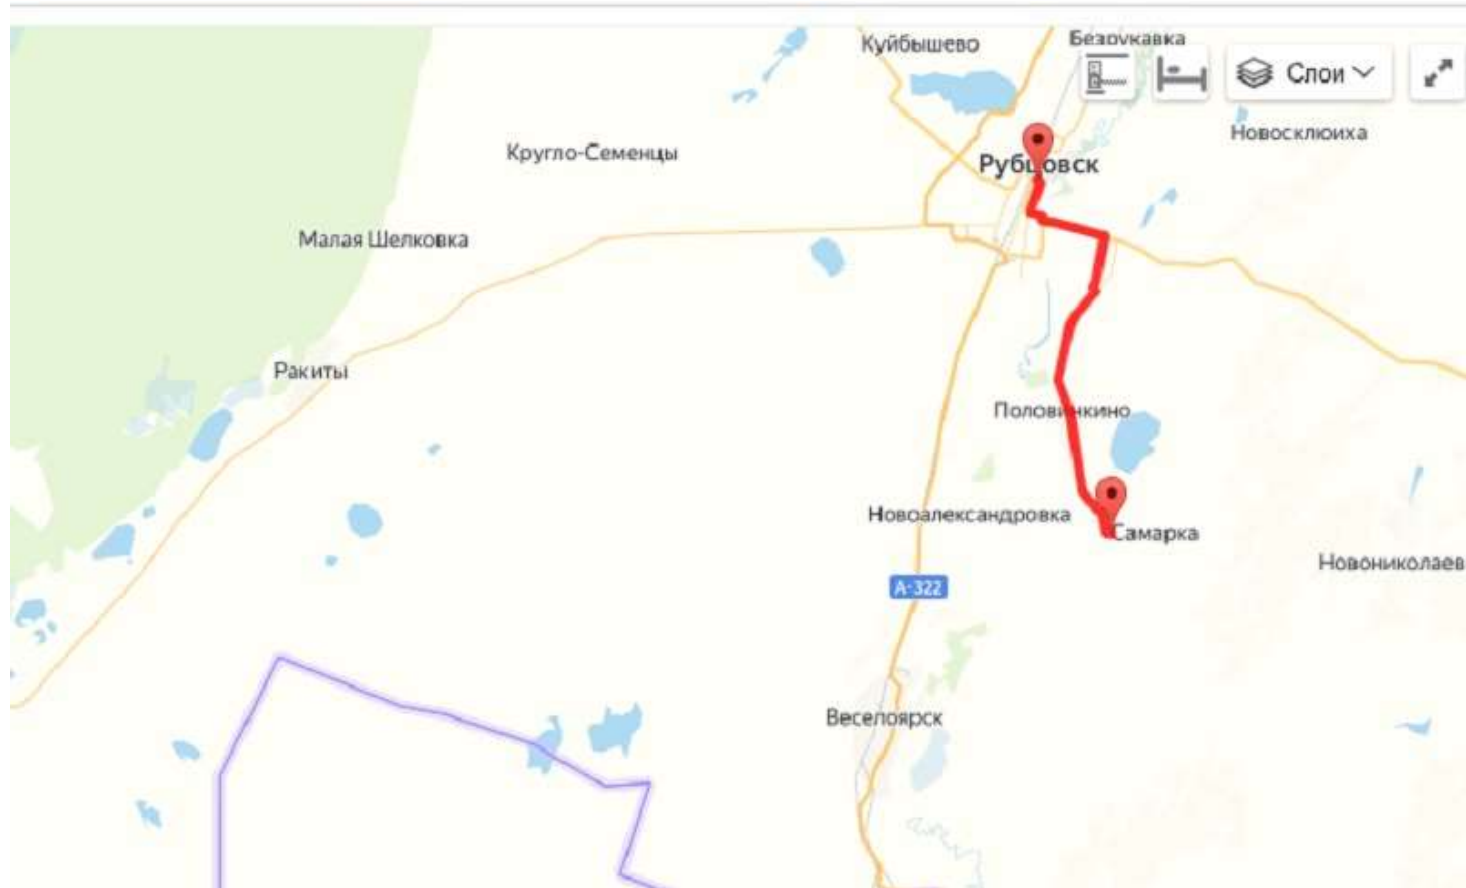 Куйбышево
Безрукавка
Слои
Новосклюиха
Кругло-Семенцы
Рубцовск
Малая Шелковка
Ракиты
Половинкино
Новоалександровка
Самарка
Новониколаев
А-322
Веселоярск